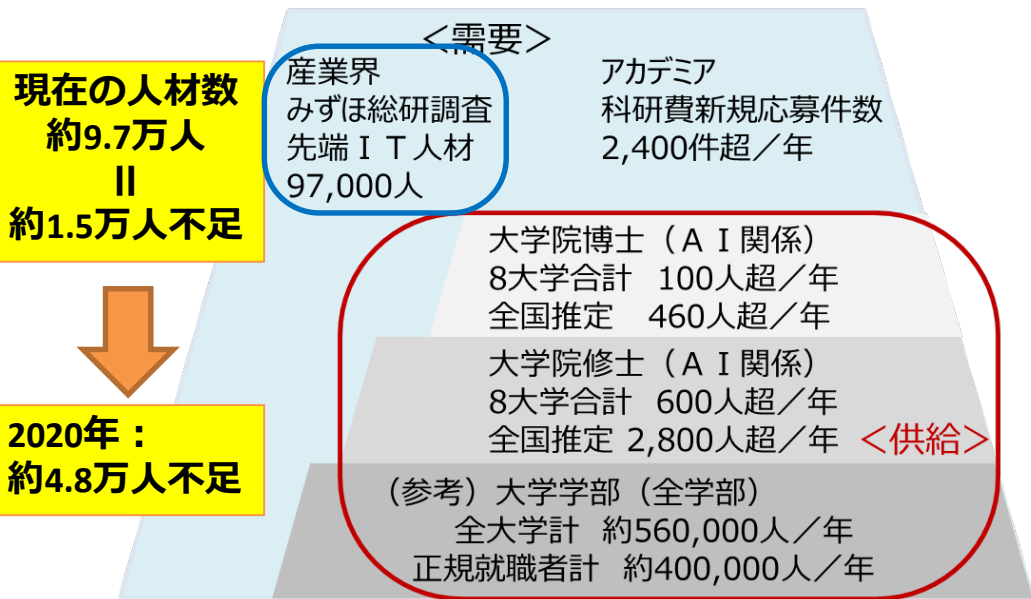 現在の人材数
約9.7万人
||
約1.5万人不足
2020年：
約4.8万人不足
＜需要＞
産業界
みずほ総研調査
先端ＩＴ人材
97,000人
アカデミア
科研費新規応募件数
2,400件超／年
大学院博士（ＡＩ関係）
8大学合計 100人超／年
全国推定 460人超／年
大学院修士（ＡＩ関係）
8大学合計 600人超／年
全国推定 2,800人超／年
＜供給＞
（参考）大学学部（全学部）
全大学計 約560,000人／年
正規就職者計 約400,000人／年